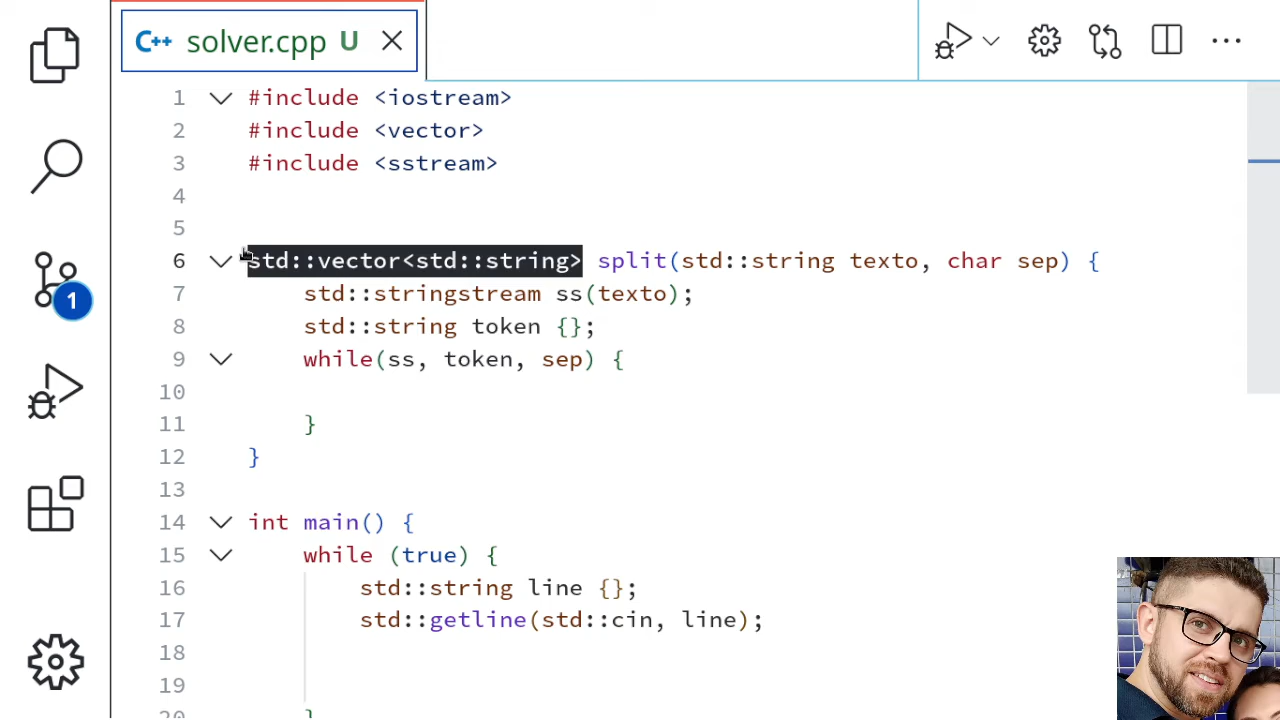 C++ solver.cpp U
1 #include <iostream>
2 #include <vector>
3 #include <sstream>
4
5
6 std::vector<std::string> split(std::string texto, char sep) {
7 std::stringstream ss(texto);
8 std::string token {};
9 while(ss, token, sep) {
10
11 }
12 }
13
14 int main() {
15 while (true) {
16 std::string line {};
17 std::getline(std::cin, line);
18
19
20 }
1